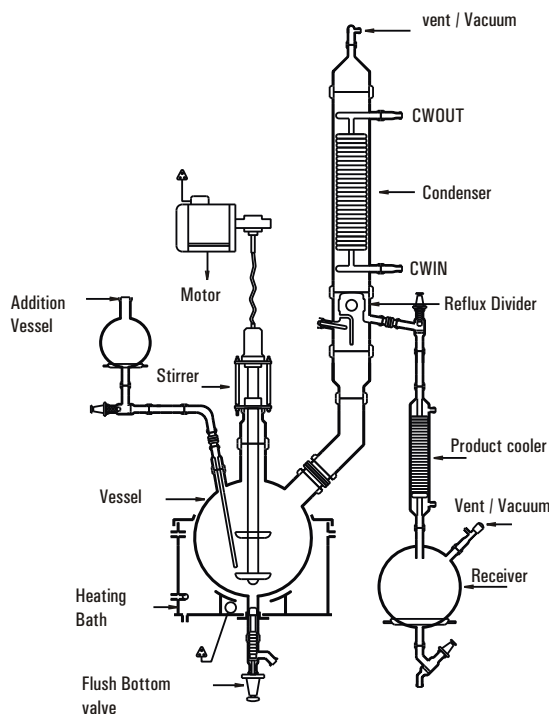 vent / Vacuum
CWOUT
Condenser
CWIN
Motor
Reflux Divider
Addition
Vessel
Stirrer
Product cooler
Vessel
Vent / Vacuum
Receiver
Heating
Bath
Flush Bottom
valve